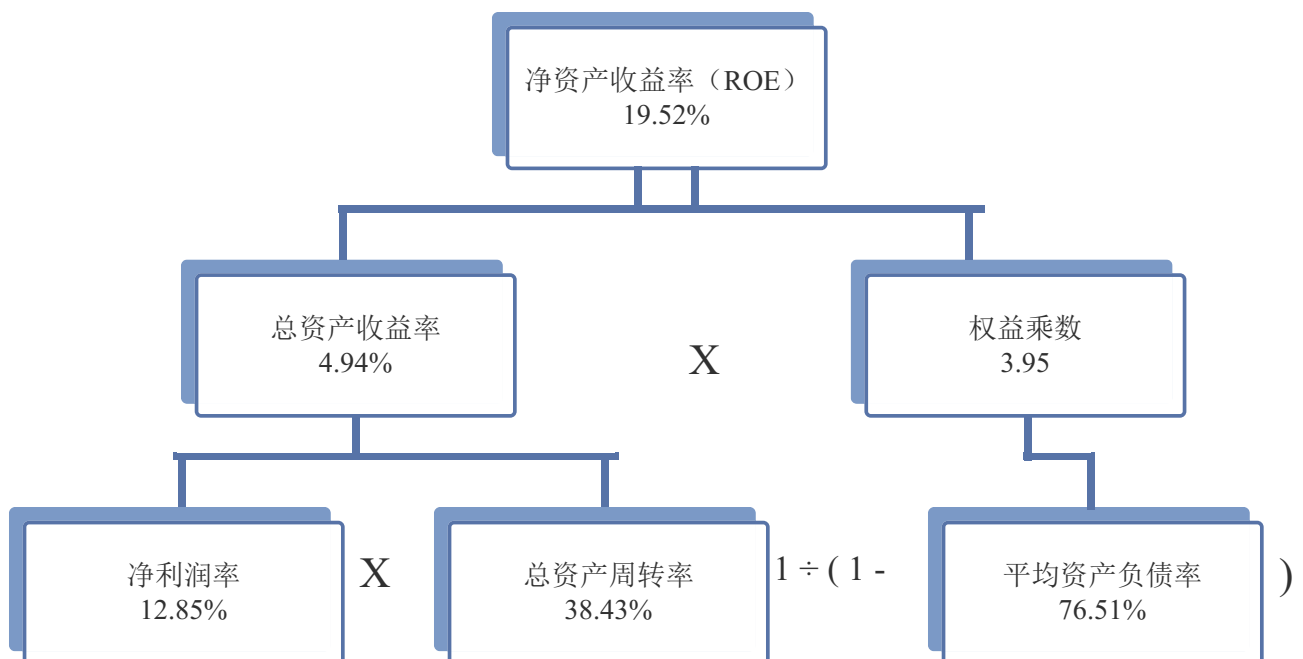 净资产收益率（ROE）
19.52%
总资产收益率
4.94%
X
权益乘数
3.95
净利润率
12.85%
X
总资产周转率
38.43%
1 ÷ ( 1 -
平均资产负债率
76.51%
)